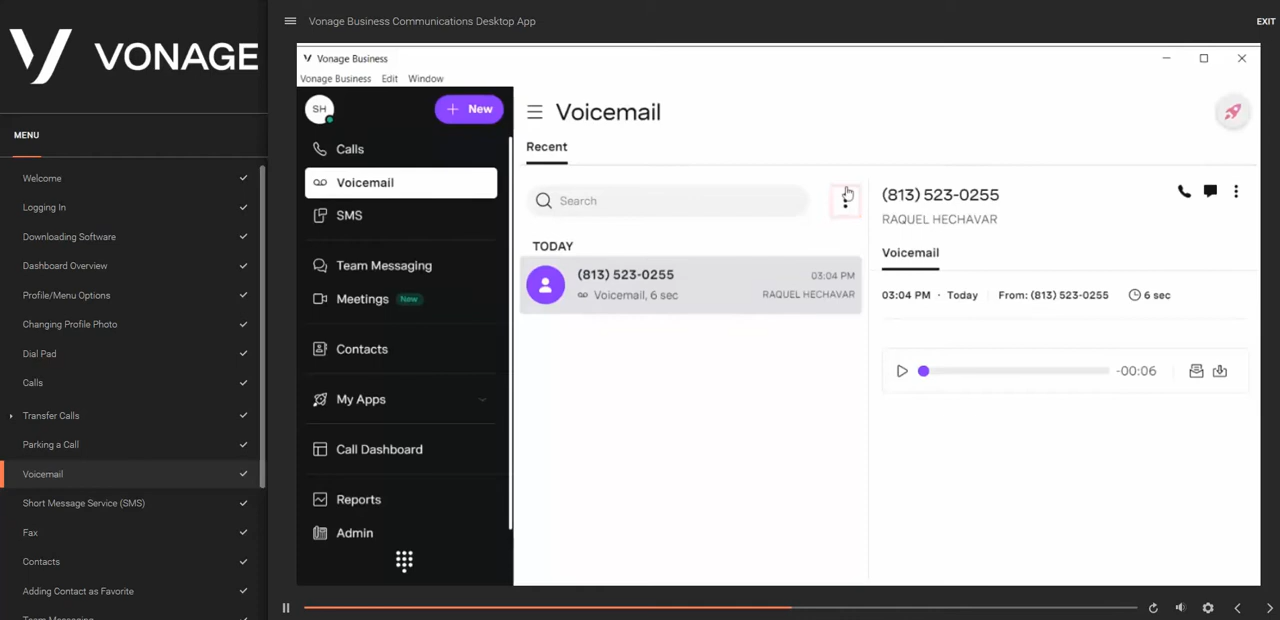 VONAGE
MENU
Welcome
Logging In
Downloading Software
Dashboard Overview
Profile/Menu Options
Changing Profile Photo
Dial Pad
Calls
Transfer Calls
Parking a Call
Voicemail
Short Message Service (SMS)
Fax
Contacts
Adding Contact as Favorite
Team Messaging
Vonage Business Communications Desktop App
EXIT
Vonage Business
Vonage Business Edit Window
SH
New
Calls
Voicemail
SMS
Team Messaging
Meetings New
Contacts
My Apps
Call Dashboard
Reports
Admin
Voicemail
Recent
Search
TODAY
(813) 523-0255 03:04 PM
Voicemail, 6 sec RAQUEL HECHAVAR
(813) 523-0255
RAQUEL HECHAVAR
Voicemail
03:04 PM · Today From: (813) 523-0255 6 sec
-00:06